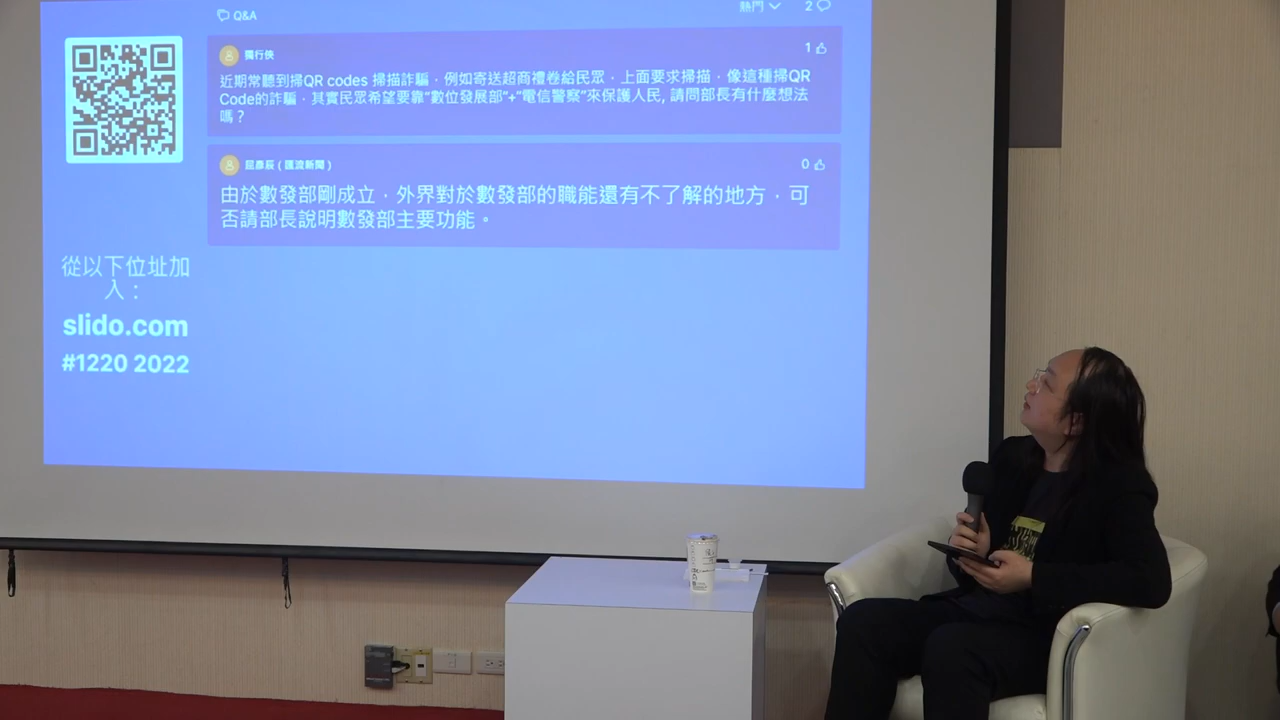 Q&A
熱門
2
獨行俠
1
近期常聽到掃QR codes 掃描詐騙，例如寄送超商禮卷給民眾，上面要求掃描，像這種掃QR
Code的詐騙，其實民眾希望要靠“數位發展部“+“電信警察”來保護人民, 請問部長有什麼想法
嗎？
屈泰辰 ( 匯流新聞 )
0
由於數發部剛成立，外界對於數發部的職能還有不了解的地方，可
否請部長說明數發部主要功能。
從以下位址加
入：
slido.com
#1220 2022